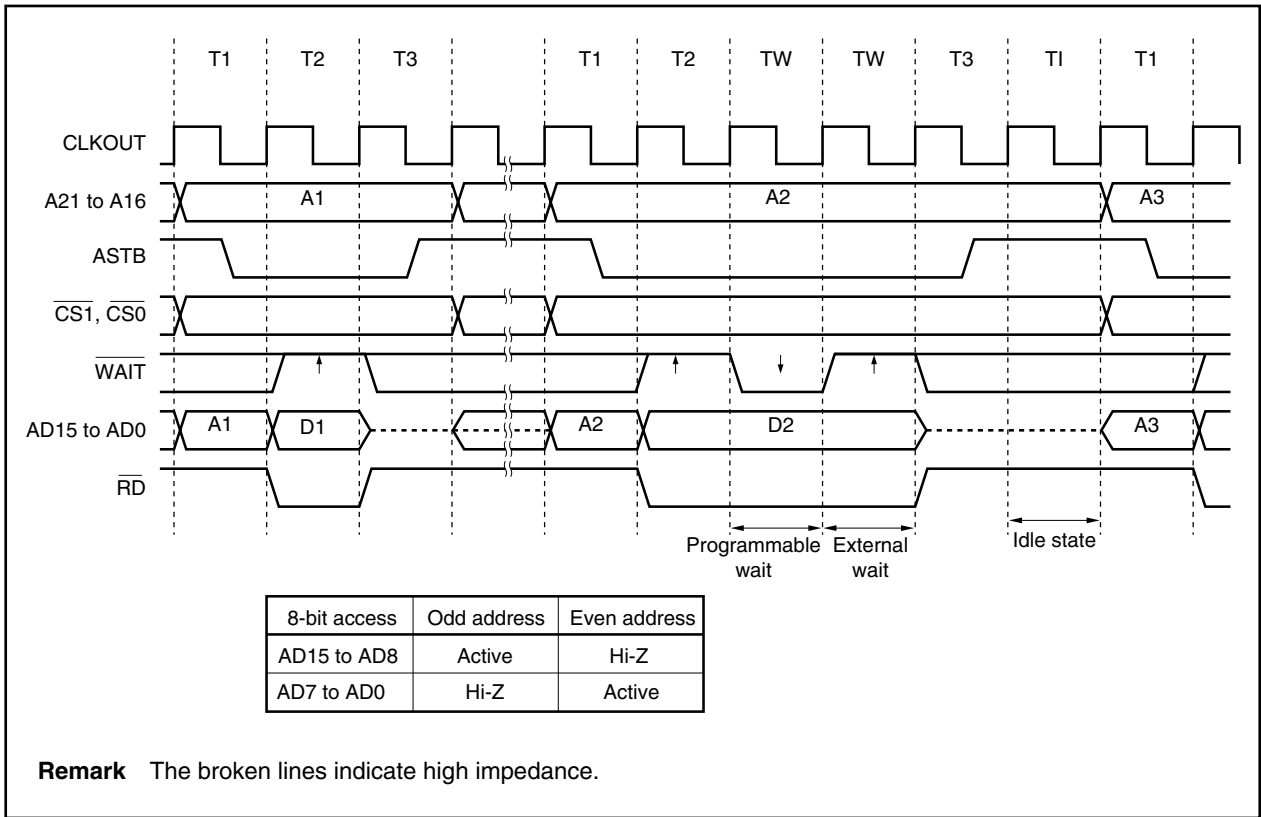 T1 T2 T3 T1 T2 TW TW T3 TI T1
CLKOUT
A21 to A16 A1 A2 A3
ASTB
CS1, CS0
WAIT
AD15 to AD0 A1 D1 A2 D2 A3
RD
Programmable wait
External wait
Idle state
8-bit access Odd address Even address
AD15 to AD8 Active Hi-Z
AD7 to AD0 Hi-Z Active
Remark The broken lines indicate high impedance.